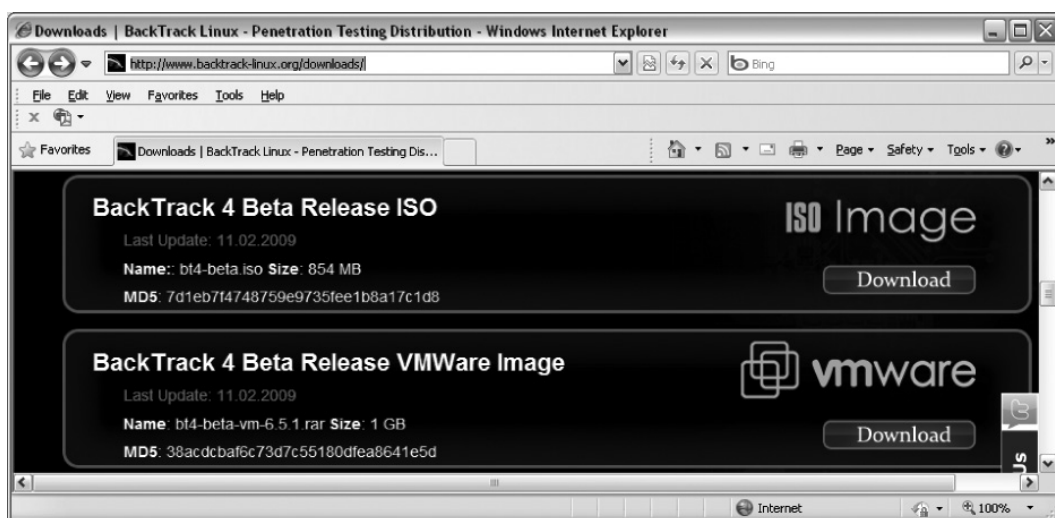 Downloads | BackTrack Linux - Penetration Testing Distribution - Windows Internet Explorer
http://www.backtrack-linux.org/downloads/
Bing
File Edit View Favorites Tools Help
Favorites
Downloads | BackTrack Linux - Penetration Testing Dis...
Page Safety Tools
BackTrack 4 Beta Release ISO
ISO Image
Last Update: 11.02.2009
Name:: bt4-beta.iso Size: 854 MB
Download
MD5: 7d1eb7f4748759e9735fee1b8a17c1d8
BackTrack 4 Beta Release VMWare Image
vmware
Last Update: 11.02.2009
Name: bt4-beta-vm-6.5.1.rar Size: 1 GB
Download
MD5: 38acdcbaf6c73d7c55180dfea8641e5d
Us
Internet
100%